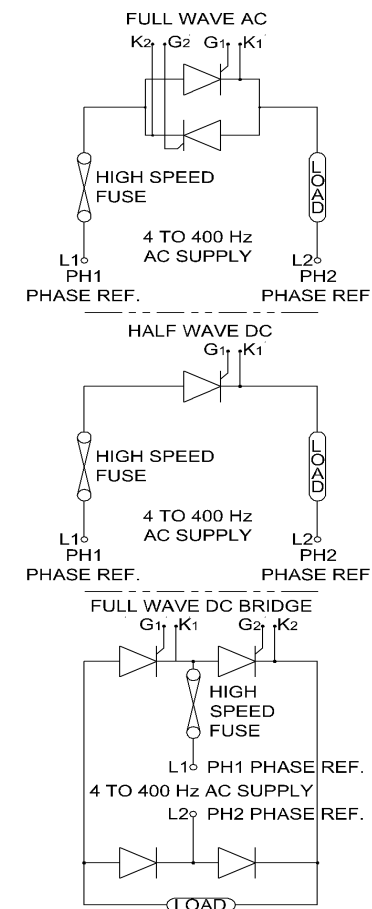 FULL WAVE AC
K2 G2 G1 K1
HIGH SPEED
FUSE
LOAD
4 TO 400 Hz
AC SUPPLY
L1 L2
PH1 PH2
PHASE REF. PHASE REF
HALF WAVE DC
G1 K1
HIGH SPEED
FUSE
LOAD
4 TO 400 Hz
AC SUPPLY
L1 L2
PH1 PH2
PHASE REF. PHASE REF
FULL WAVE DC BRIDGE
G1 K1 G2 K2
HIGH
SPEED
FUSE
L1 PH1 PHASE REF.
4 TO 400 Hz AC SUPPLY
L2 PH2 PHASE REF.
LOAD